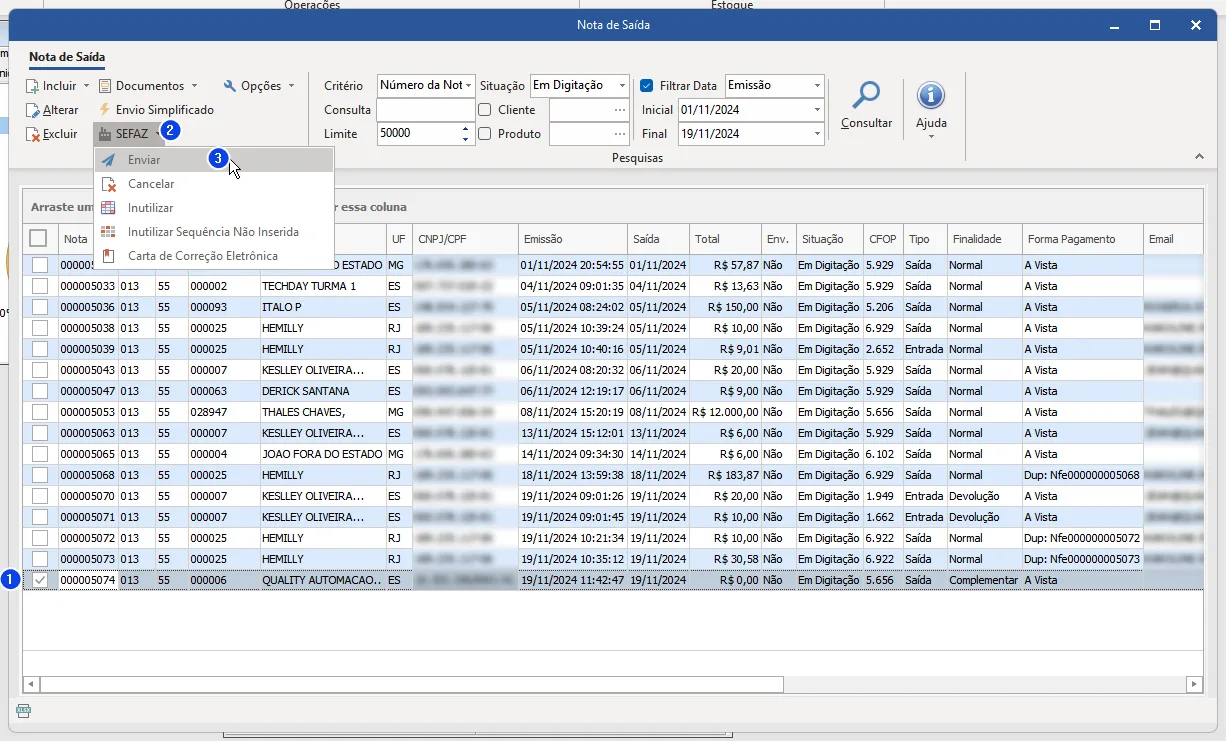 Operações Estoque
Nota de Saída
Nota de Saída
Incluir Documentos Opções Critério Número da Not Situação Em Digitação Filtrar Data Emissão
Alterar Envio Simplificado Consulta Cliente ... Inicial 01/11/2024 Consultar Ajuda
Excluir SEFAZ 2 Limite 50000 Produto ... Final 19/11/2024
Pesquisas
Enviar 3
Cancelar
Inutilizar
Inutilizar Sequência Não Inserida
Carta de Correção Eletrônica
Arraste um r essa coluna
Nota UF CNPJ/CPF Emissão Saída Total Env. Situação CFOP Tipo Finalidade Forma Pagamento Email
00000 DO ESTADO MG 01/11/2024 20:54:55 01/11/2024 R$ 57,87 Não Em Digitação 5.929 Saída Normal A Vista
000005033 013 55 000002 TECHDAY TURMA 1 ES 04/11/2024 09:01:35 04/11/2024 R$ 13,63 Não Em Digitação 5.929 Saída Normal A Vista
000005036 013 55 000093 ITALO P ES 05/11/2024 08:24:02 05/11/2024 R$ 150,00 Não Em Digitação 5.206 Saída Normal A Vista
000005038 013 55 000025 HEMILLY RJ 05/11/2024 10:39:24 05/11/2024 R$ 10,00 Não Em Digitação 6.929 Saída Normal A Vista
000005039 013 55 000025 HEMILLY RJ 05/11/2024 10:40:16 05/11/2024 R$ 9,01 Não Em Digitação 2.652 Entrada Normal A Vista
000005043 013 55 000007 KESLLEY OLIVEIRA... ES 06/11/2024 08:20:32 06/11/2024 R$ 20,00 Não Em Digitação 5.929 Saída Normal A Vista
000005047 013 55 000063 DERICK SANTANA ES 06/11/2024 12:19:17 06/11/2024 R$ 9,00 Não Em Digitação 5.929 Saída Normal A Vista
000005053 013 55 028947 THALES CHAVES, MG 08/11/2024 15:20:19 08/11/2024 R$ 12.000,00 Não Em Digitação 5.656 Saída Normal A Vista
000005063 013 55 000007 KESLLEY OLIVEIRA... ES 13/11/2024 15:12:01 13/11/2024 R$ 6,00 Não Em Digitação 5.929 Saída Normal A Vista
000005065 013 55 000004 JOAO FORA DO ESTADO MG 14/11/2024 09:34:30 14/11/2024 R$ 6,00 Não Em Digitação 6.102 Saída Normal A Vista
000005068 013 55 000025 HEMILLY RJ 18/11/2024 13:59:38 18/11/2024 R$ 183,87 Não Em Digitação 6.929 Saída Normal Dup: Nfe000000005068
000005070 013 55 000007 KESLLEY OLIVEIRA... ES 19/11/2024 09:01:26 19/11/2024 R$ 20,00 Não Em Digitação 1.949 Entrada Devolução A Vista
000005071 013 55 000007 KESLLEY OLIVEIRA... ES 19/11/2024 09:01:45 19/11/2024 R$ 10,00 Não Em Digitação 1.662 Entrada Devolução A Vista
000005072 013 55 000025 HEMILLY RJ 19/11/2024 10:21:34 19/11/2024 R$ 10,00 Não Em Digitação 6.922 Saída Normal Dup: Nfe000000005072
000005073 013 55 000025 HEMILLY RJ 19/11/2024 10:35:12 19/11/2024 R$ 30,58 Não Em Digitação 6.922 Saída Normal Dup: Nfe000000005073
1 000005074 013 55 000006 QUALITY AUTOMACAO.. ES 19/11/2024 11:42:47 19/11/2024 R$ 0,00 Não Em Digitação 5.656 Saída Complementar A Vista